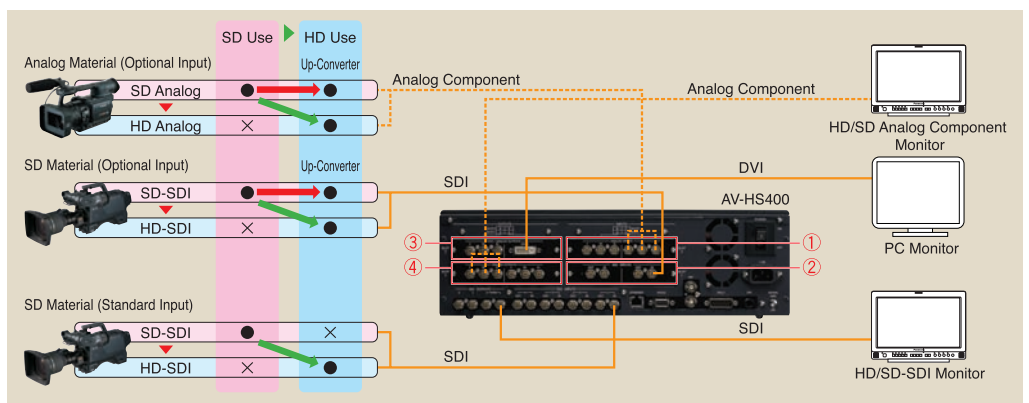 SD Use
HD Use
Analog Material (Optional Input)
Up-Converter
SD Analog
HD Analog
×
Analog Component
Analog Component
HD/SD Analog Component
Monitor
SD Material (Optional Input)
Up-Converter
SD-SDI
HD-SDI
×
SDI
DVI
AV-HS400
PC Monitor
③
①
④
②
SD Material (Standard Input)
SD-SDI
×
HD-SDI
×
SDI
SDI
HD/SD-SDI Monitor